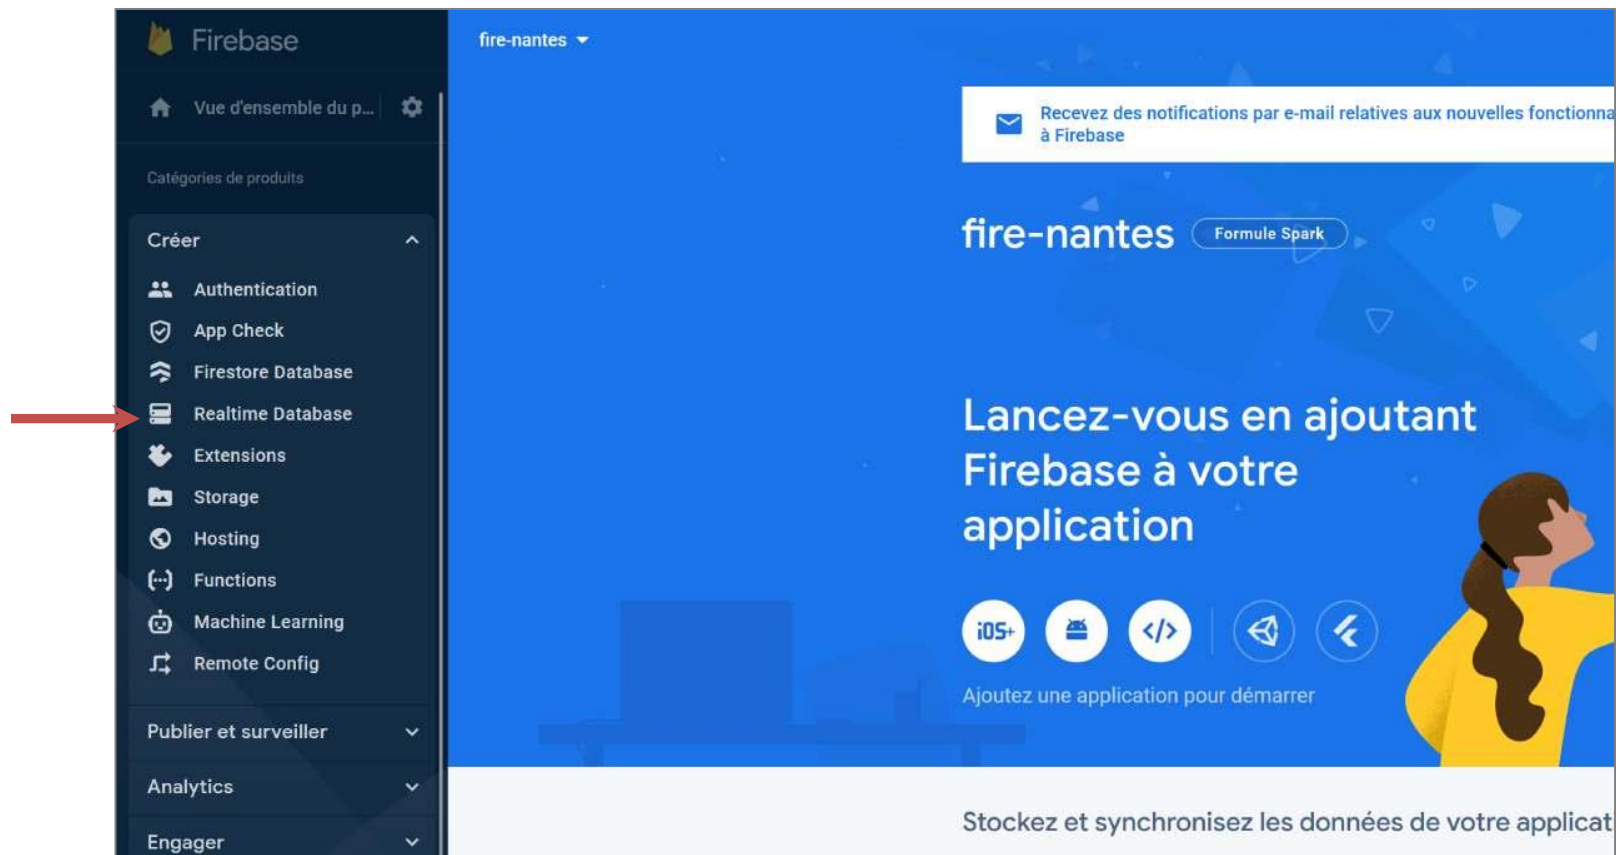 Firebase
fire-nantes
Vue d'ensemble du p...
Recevez des notifications par e-mail relatives aux nouvelles fonctionna
à Firebase
Catégories de produits
fire-nantes
Formule Spark
Créer
Authentication
App Check
Firestore Database
Realtime Database
Extensions
Storage
Hosting
Functions
Machine Learning
Remote Config
Lancez-vous en ajoutant
Firebase à votre
application
iOS+
</>
Ajoutez une application pour démarrer
Publier et surveiller
Analytics
Engager
Stockez et synchronisez les données de votre applicat